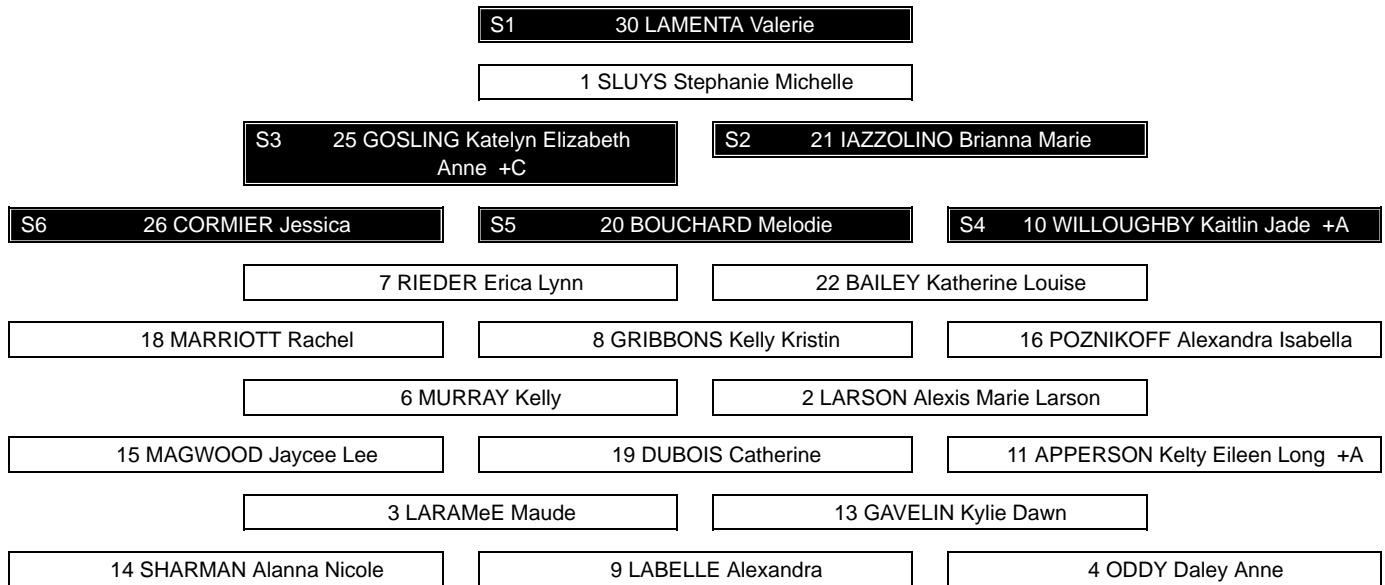 S1 30 LAMENTA Valerie
1 SLUYS Stephanie Michelle
S3 25 GOSLING Katelyn Elizabeth
Anne +C
S2 21 IAZZOLINO Brianna Marie
S6 26 CORMIER Jessica
S5 20 BOUCHARD Melodie
S4 10 WILLOUGHBY Kaitlin Jade +A
7 RIEDER Erica Lynn
22 BAILEY Katherine Louise
18 MARRIOTT Rachel
8 GRIBBONS Kelly Kristin
16 POZNIKOFF Alexandra Isabella
6 MURRAY Kelly
2 LARSON Alexis Marie Larson
15 MAGWOOD Jaycee Lee
19 DUBOIS Catherine
11 APPERSON Kelty Eileen Long +A
3 LARAMeE Maude
13 GAVELIN Kylie Dawn
14 SHARMAN Alanna Nicole
9 LABELLE Alexandra
4 ODDY Daley Anne